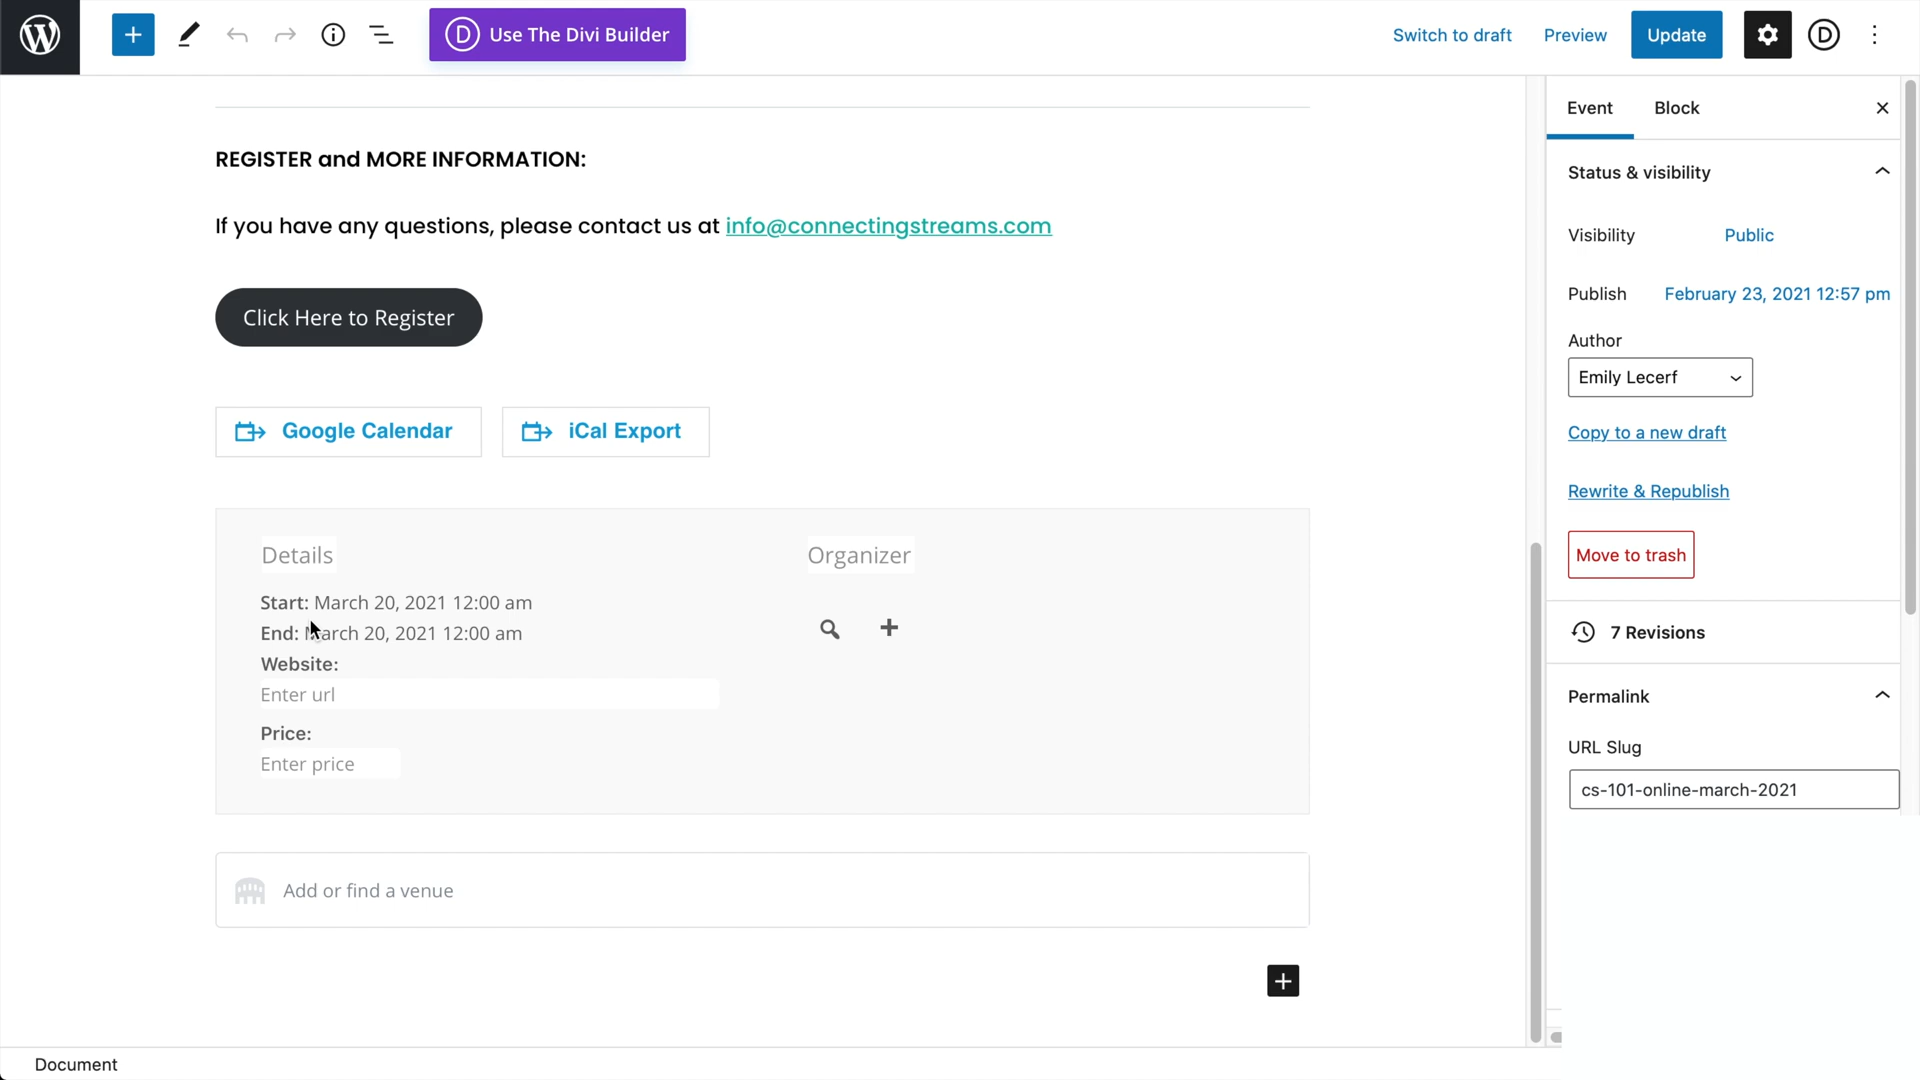 Use The Divi Builder
Switch to draft
Preview
Update
Event
Block
REGISTER and MORE INFORMATION:
If you have any questions, please contact us at info@connectingstreams.com
Click Here to Register
Google Calendar
iCal Export
Details
Start: March 20, 2021 12:00 am
End: March 20, 2021 12:00 am
Website:
Enter url
Price:
Enter price
Organizer
Add or find a venue
Status & visibility
Visibility Public
Publish February 23, 2021 12:57 pm
Author
Emily Lecerf
Copy to a new draft
Rewrite & Republish
Move to trash
7 Revisions
Permalink
URL Slug
cs-101-online-march-2021
Document